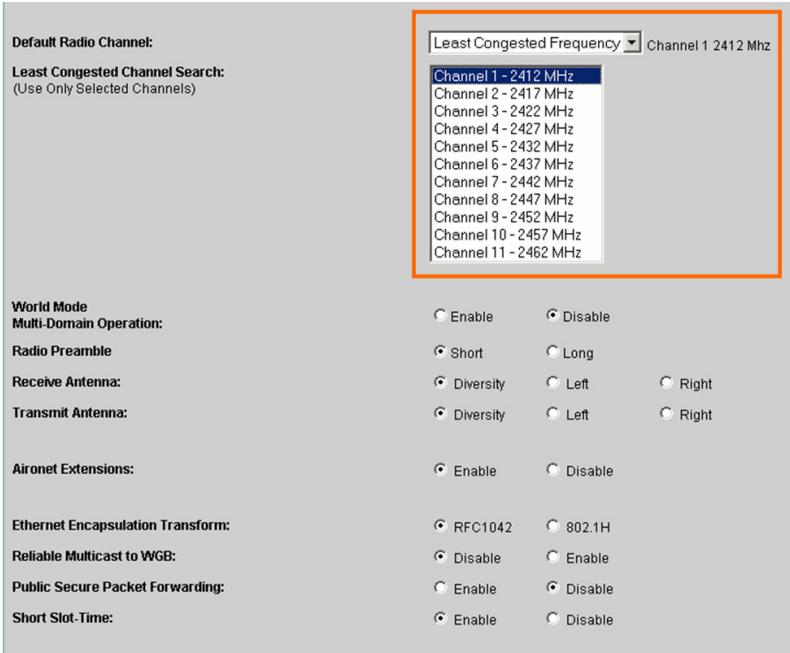 Default Radio Channel: Least Congested Frequency Channel 1 2412 Mhz
Least Congested Channel Search:
(Use Only Selected Channels)
Channel 1 - 2412 MHz
Channel 2 - 2417 MHz
Channel 3 - 2422 MHz
Channel 4 - 2427 MHz
Channel 5 - 2432 MHz
Channel 6 - 2437 MHz
Channel 7 - 2442 MHz
Channel 8 - 2447 MHz
Channel 9 - 2452 MHz
Channel 10 - 2457 MHz
Channel 11 - 2462 MHz
World Mode
Multi-Domain Operation: Enable Disable
Radio Preamble Short Long
Receive Antenna: Diversity Left Right
Transmit Antenna: Diversity Left Right
Aironet Extensions: Enable Disable
Ethernet Encapsulation Transform: RFC1042 802.1H
Reliable Multicast to WGB: Disable Enable
Public Secure Packet Forwarding: Enable Disable
Short Slot-Time: Enable Disable